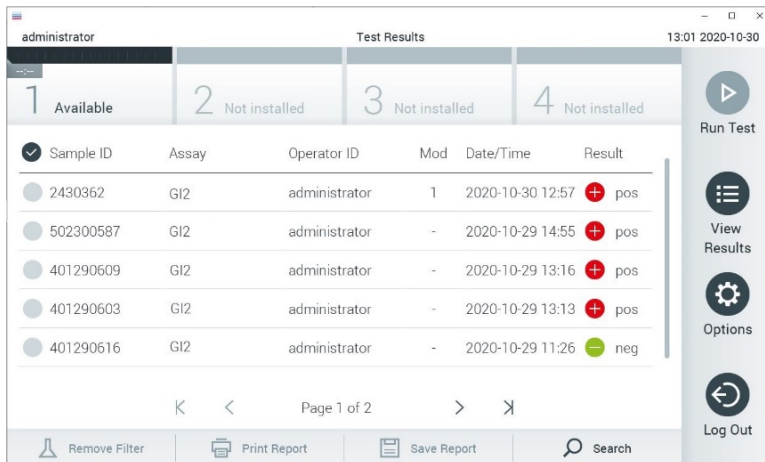 administrator Test Results 13:01 2020-10-30
--:--
1 Available 2 Not installed 3 Not installed 4 Not installed
Run Test
Sample ID Assay Operator ID Mod Date/Time Result
2430362 GI2 administrator 1 2020-10-30 12:57 pos
502300587 GI2 administrator - 2020-10-29 14:55 pos
401290609 GI2 administrator - 2020-10-29 13:16 pos
401290603 GI2 administrator - 2020-10-29 13:13 pos
401290616 GI2 administrator - 2020-10-29 11:26 neg
View
Results
Options
Page 1 of 2
Log Out
Remove Filter Print Report Save Report Search